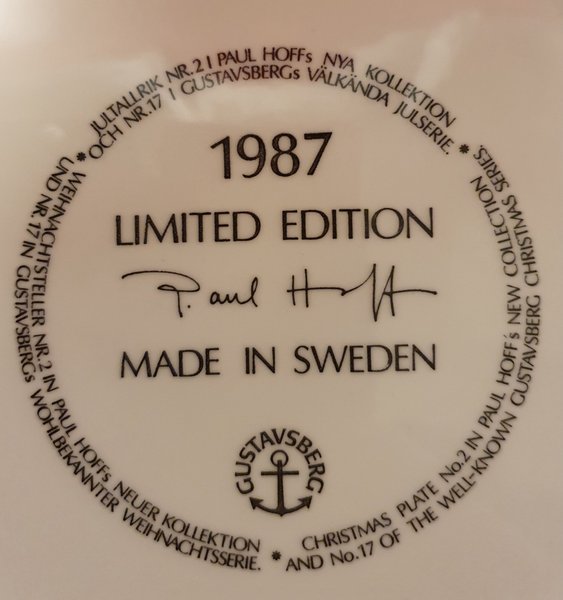 JULTALLRIK NR.2 I PAUL HOFFs NYA KOLLEKTION
OCH NR.17 I GUSTAVSBERGs VÄLKÄNDA JULSERIE. *
CHRISTMAS PLATE No.2 IN PAUL HOFF's NEW COLLECTION
AND No.17 OF THE WELL-KNOWN GUSTAVSBERG CHRISTMAS SERIES. *
WEIHNACHTSTELLER NR.2 IN PAUL HOFFs NEUER KOLLEKTION
UND NR.17 IN GUSTAVSBERGs WOHLBEKANNTER WEIHNACHTSSERIE. *
1987
LIMITED EDITION
Paul Hoff
MADE IN SWEDEN
GUSTAVSBERG